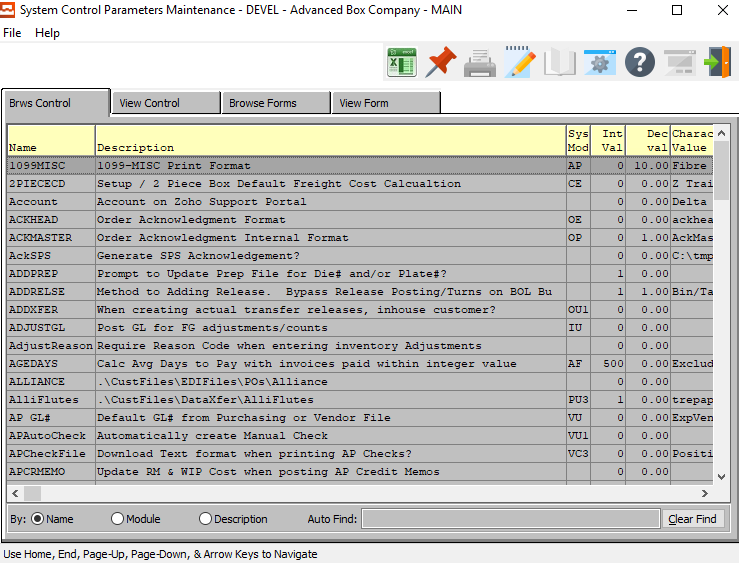 System Control Parameters Maintenance - DEVEL - Advanced Box Company - MAIN
File Help
Brws Control View Control Browse Forms View Form
Sys Int Dec Charac
Name Description Mod Val val Value
1099MISC 1099-MISC Print Format AP 0 10.00 Fibre
2PIECECD Setup / 2 Piece Box Default Freight Cost Calcualtion CE 0 0.00 Z Trai
Account Account on Zoho Support Portal 0 0.00 Delta
ACKHEAD Order Acknowledgment Format OE 0 0.00 ackhea
ACKMASTER Order Acknowledgment Internal Format OP 0 1.00 AckMas
AckSPS Generate SPS Acknowledgement? 0 0.00 C:\tmp
ADDPREP Prompt to Update Prep File for Die# and/or Plate#? 1 0.00
ADDRELSE Method to Adding Release.  Bypass Release Posting/Turns on BOL Bu 1 1.00 Bin/Ta
ADDXFER When creating actual transfer releases, inhouse customer? OU1 0 0.00
ADJUSTGL Post GL for FG adjustments/counts IU 0 0.00
AdjustReason Require Reason Code when entering inventory Adjustments 0 0.00
AGEDAYS Calc Avg Days to Pay with invoices paid within integer value AF 500 0.00 Exclud
ALLIANCE .\CustFiles\EDIFiles\POs\Alliance 0 0.00
AlliFlutes .\CustFiles\DataXfer\AlliFlutes PU3 1 0.00 trepap
AP GL# Default GL# from Purchasing or Vendor File VU 0 0.00 ExpVen
APAutoCheck Automatically create Manual Check VU1 0 0.00
APCheckFile Download Text format when printing AP Checks? VC3 0 0.00 Positi
APCRMEMO Update RM & WIP Cost when posting AP Credit Memos 0 0.00
By: Name Module Description Auto Find: Clear Find
Use Home, End, Page-Up, Page-Down, & Arrow Keys to Navigate